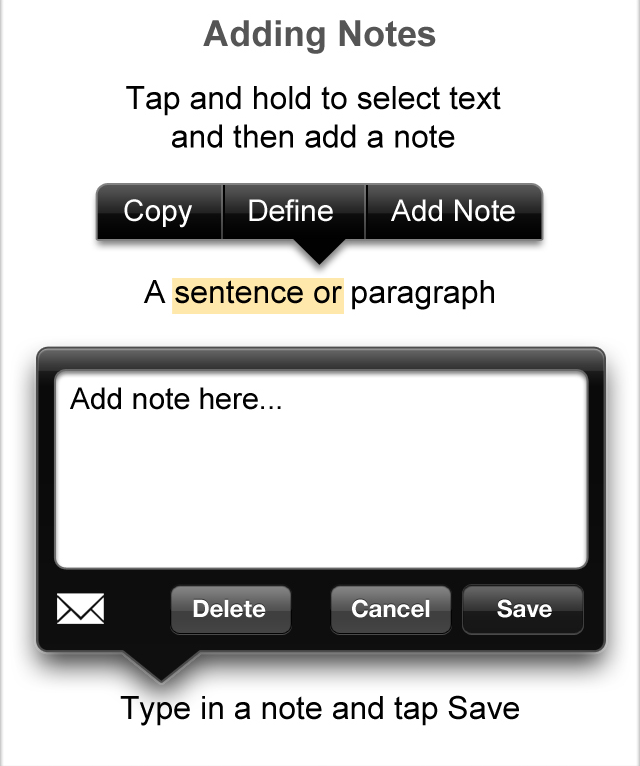 Adding Notes
Tap and hold to select text
and then add a note
Copy Define Add Note
A sentence or paragraph
Add note here...
Delete Cancel Save
Type in a note and tap Save